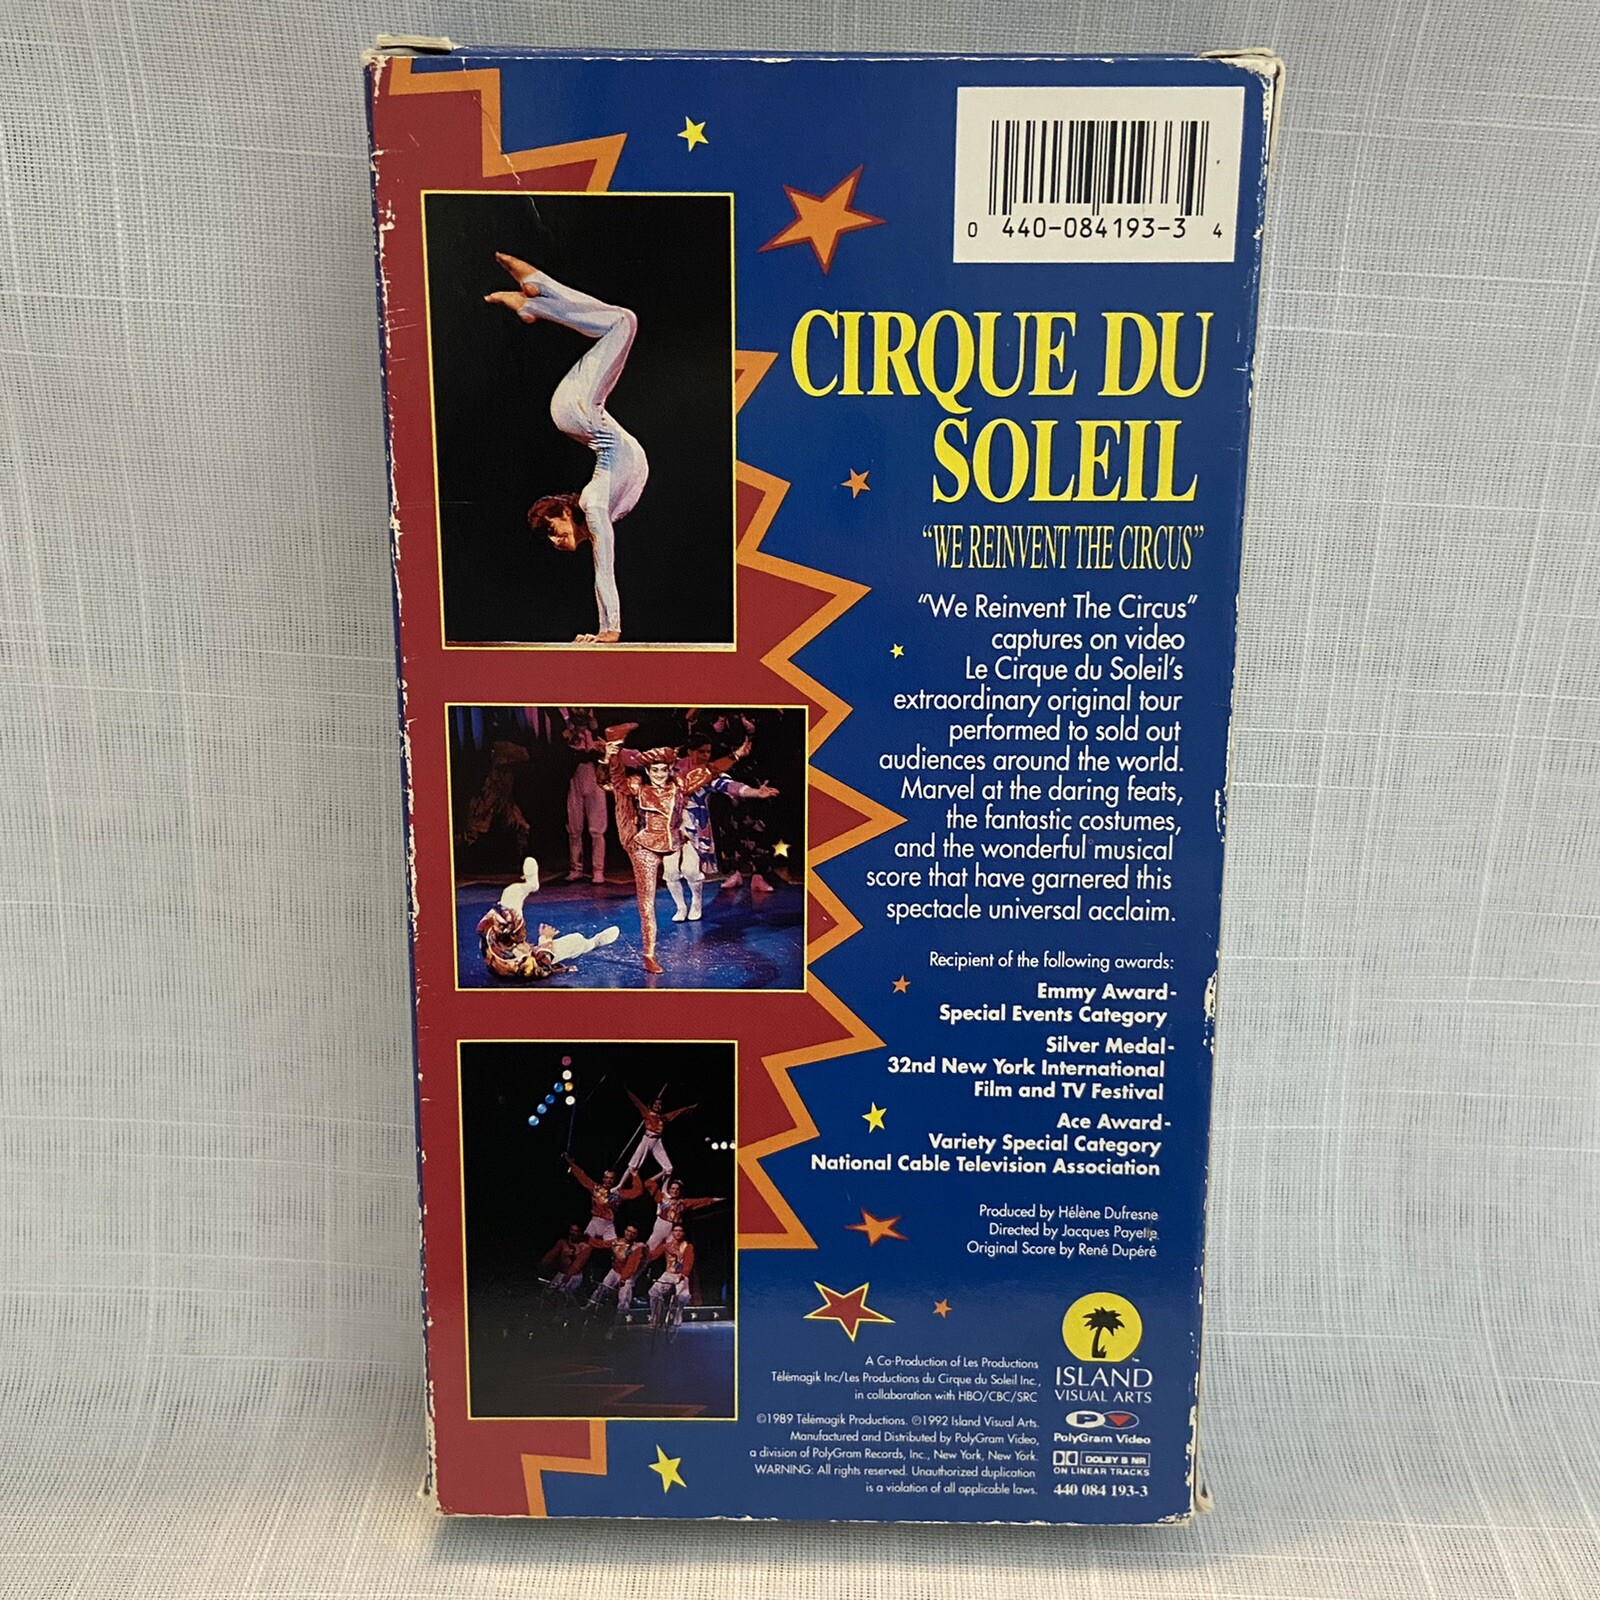 0 440-084193-3 4
CIRQUE DU
SOLEIL
“WE REINVENT THE CIRCUS”
“We Reinvent The Circus”
captures on video
Le Cirque du Soleil's
extraordinary original tour
performed to sold out
audiences around the world.
Marvel at the daring feats,
the fantastic costumes,
and the wonderful musical
score that have garnered this
spectacle universal acclaim.
Recipient of the following awards:
Emmy Award-
Special Events Category
Silver Medal-
32nd New York International
Film and TV Festival
Ace Award-
Variety Special Category
National Cable Television Association
Produced by Hélène Dufresne
Directed by Jacques Payette
Original Score by René Dupéré
A Co-Production of Les Productions
Télémagik Inc/Les Productions du Cirque du Soleil Inc.,
in collaboration with HBO/CBC/SRC
©1989 Télémagik Productions. ℗1992 Island Visual Arts.
Manufactured and Distributed by PolyGram Video,
a division of PolyGram Records, Inc., New York, New York.
WARNING: All rights reserved. Unauthorized duplication
is a violation of all applicable laws.
ISLAND
VISUAL ARTS
PolyGram Video
DOLBY B NR
ON LINEAR TRACKS
440 084 193-3